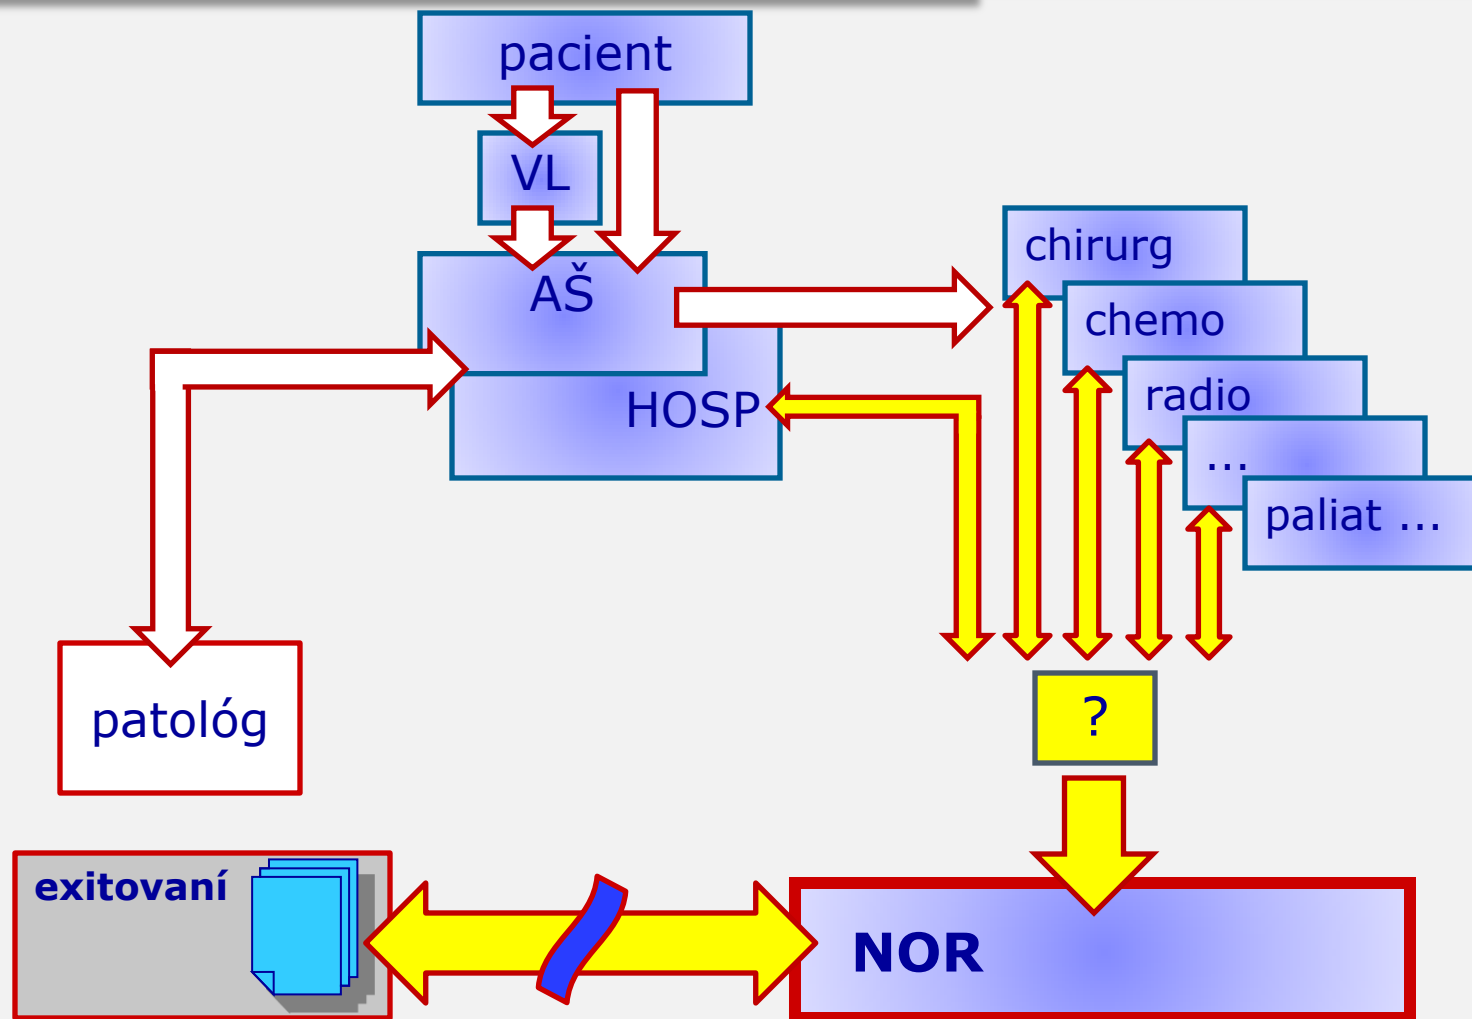 pacient
VL
AŠ
HOSP
chirurg
chemo
radio
...
paliat ...
patológ
?
exitovaní
NOR